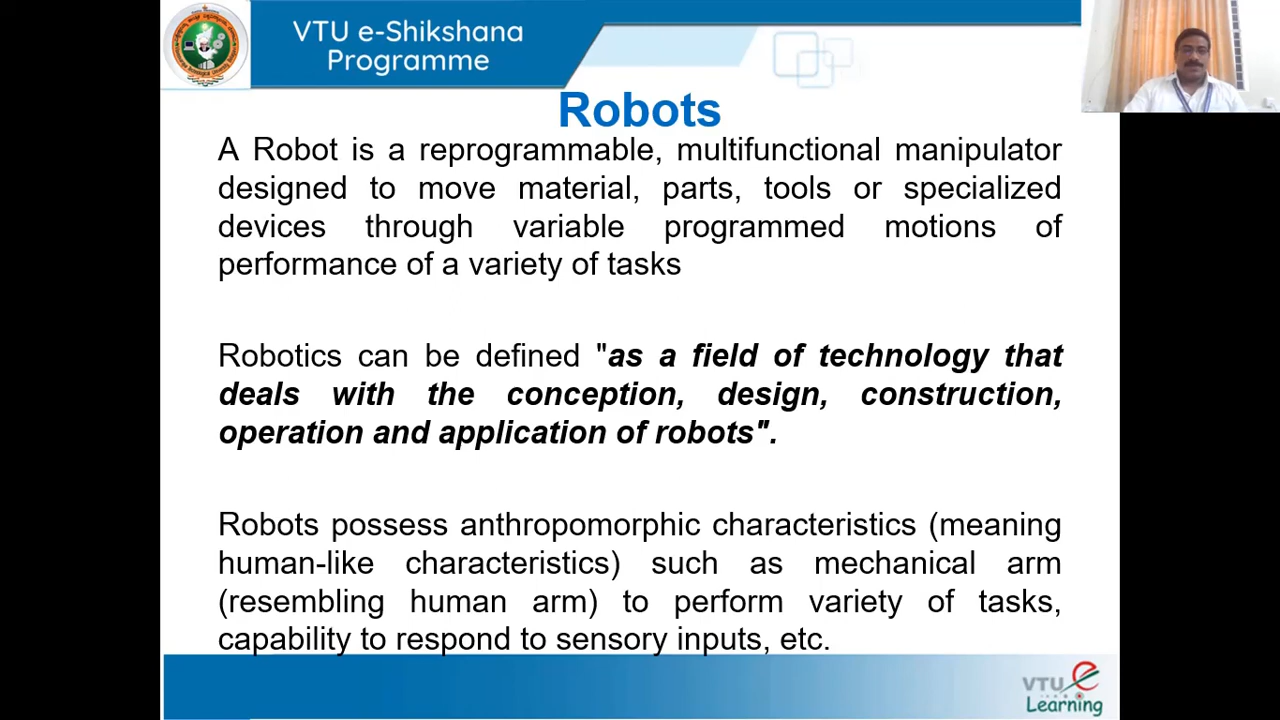 VTU e-Shikshana
Programme
Robots
A Robot is a reprogrammable, multifunctional manipulator
designed to move material, parts, tools or specialized
devices through variable programmed motions of
performance of a variety of tasks
Robotics can be defined "as a field of technology that
deals with the conception, design, construction,
operation and application of robots".
Robots possess anthropomorphic characteristics (meaning
human-like characteristics) such as mechanical arm
(resembling human arm) to perform variety of tasks,
capability to respond to sensory inputs, etc.
VTU e
Learning